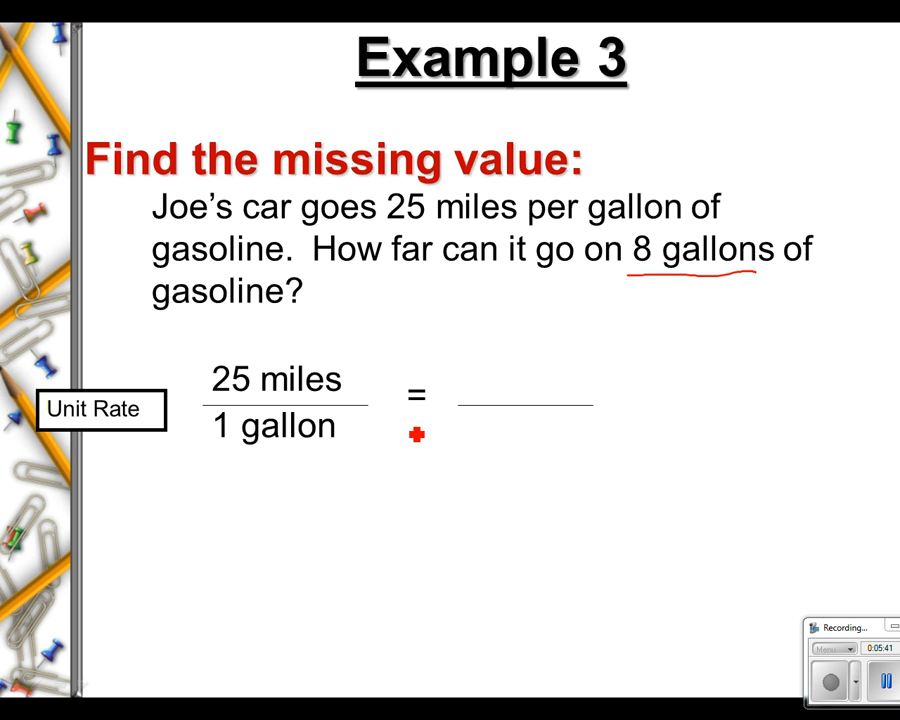 Example 3
Find the missing value:
Joe’s car goes 25 miles per gallon of
gasoline.  How far can it go on 8 gallons of
gasoline?
25 miles
=
1 gallon
Unit Rate
Recording...
Menu
0:05:41